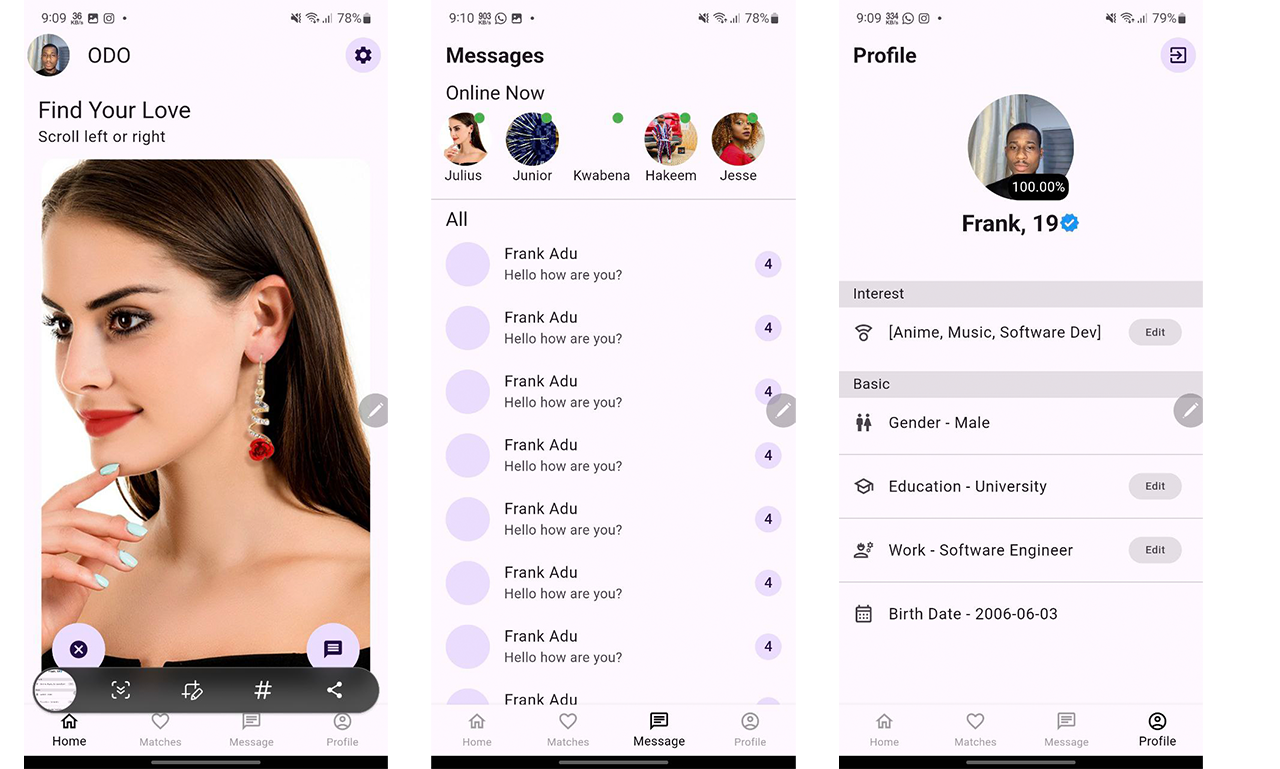 9:09 36 KB/s • 78%
ODO
Find Your Love
Scroll left or right
#
Home Matches Message Profile
9:10 903 KB/s • 78%
Messages
Online Now
Julius Junior Kwabena Hakeem Jesse
All
Frank Adu
Hello how are you? 4
Frank Adu
Hello how are you? 4
Frank Adu
Hello how are you? 4
Frank Adu
Hello how are you? 4
Frank Adu
Hello how are you? 4
Frank Adu
Hello how are you? 4
Frank Adu
Hello how are you? 4
Frank Adu
Home Matches Message Profile
9:09 334 KB/s • 79%
Profile
100.00%
Frank, 19
Interest
[Anime, Music, Software Dev] Edit
Basic
Gender - Male
Education - University Edit
Work - Software Engineer Edit
Birth Date - 2006-06-03
Home Matches Message Profile